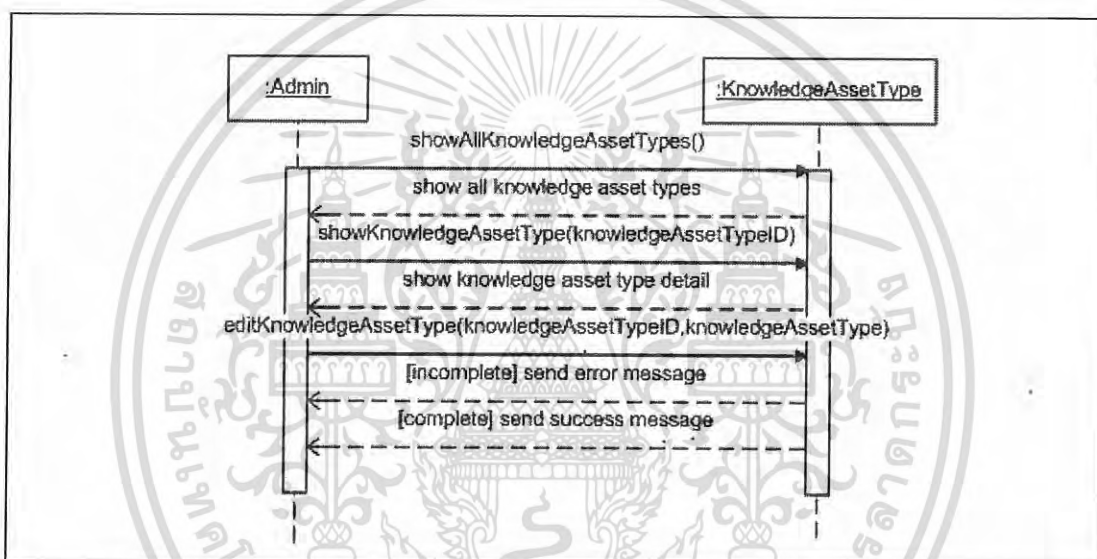 :Admin
:KnowledgeAssetType
showAllKnowledgeAssetTypes()
show all knowledge asset types
showKnowledgeAssetType(knowledgeAssetTypeID)
show knowledge asset type detail
editKnowledgeAssetType(knowledgeAssetTypeID,knowledgeAssetType)
[incomplete] send error message
[complete] send success message